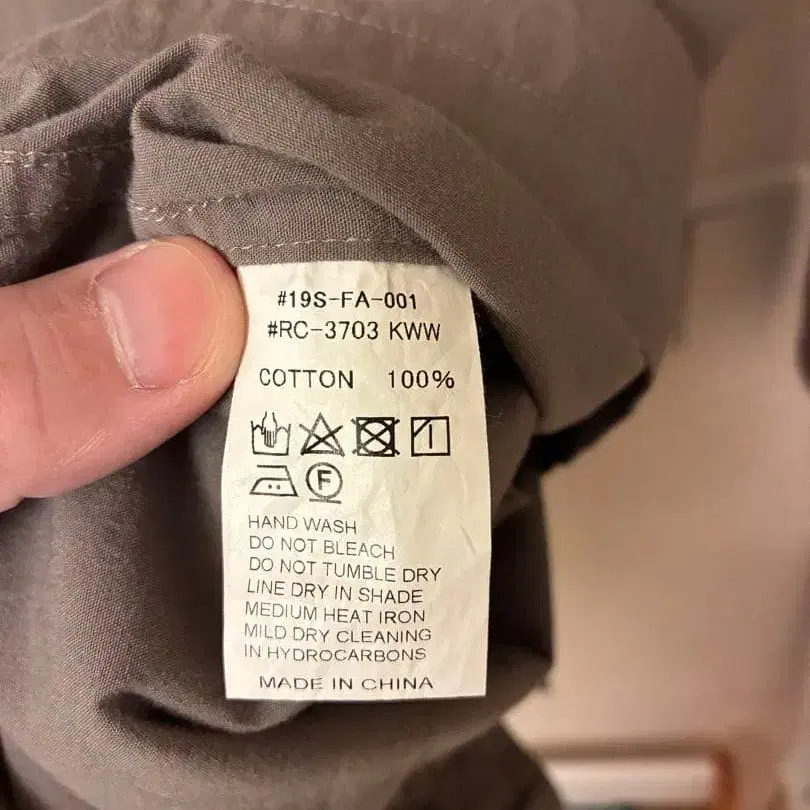 #19S-FA-001
#RC-3703 KWW
COTTON 100%
F
HAND WASH
DO NOT BLEACH
DO NOT TUMBLE DRY
LINE DRY IN SHADE
MEDIUM HEAT IRON
MILD DRY CLEANING
IN HYDROCARBONS
MADE IN CHINA